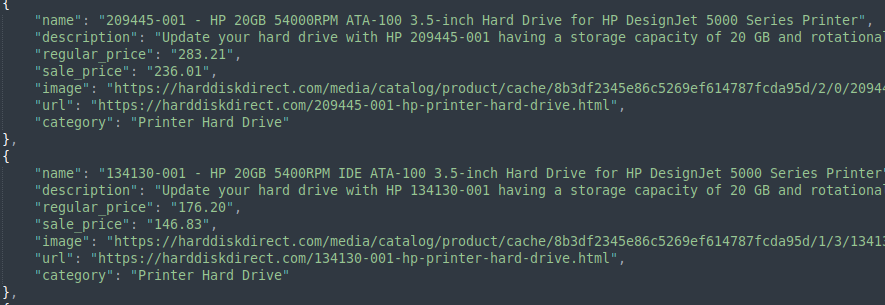 {
"name": "209445-001 - HP 20GB 54000RPM ATA-100 3.5-inch Hard Drive for HP DesignJet 5000 Series Printer",
"description": "Update your hard drive with HP 209445-001 having a storage capacity of 20 GB and rotational
"regular_price": "283.21",
"sale_price": "236.01",
"image": "https://harddiskdirect.com/media/catalog/product/cache/8b3df2345e86c5269ef614787fcda95d/2/0/20944
"url": "https://harddiskdirect.com/209445-001-hp-printer-hard-drive.html",
"category": "Printer Hard Drive"
},
{
"name": "134130-001 - HP 20GB 5400RPM IDE ATA-100 3.5-inch Hard Drive for HP DesignJet 5000 Series Printer"
"description": "Update your hard drive with HP 134130-001 having a storage capacity of 20 GB and rotational
"regular_price": "176.20",
"sale_price": "146.83",
"image": "https://harddiskdirect.com/media/catalog/product/cache/8b3df2345e86c5269ef614787fcda95d/1/3/13413
"url": "https://harddiskdirect.com/134130-001-hp-printer-hard-drive.html",
"category": "Printer Hard Drive"
},